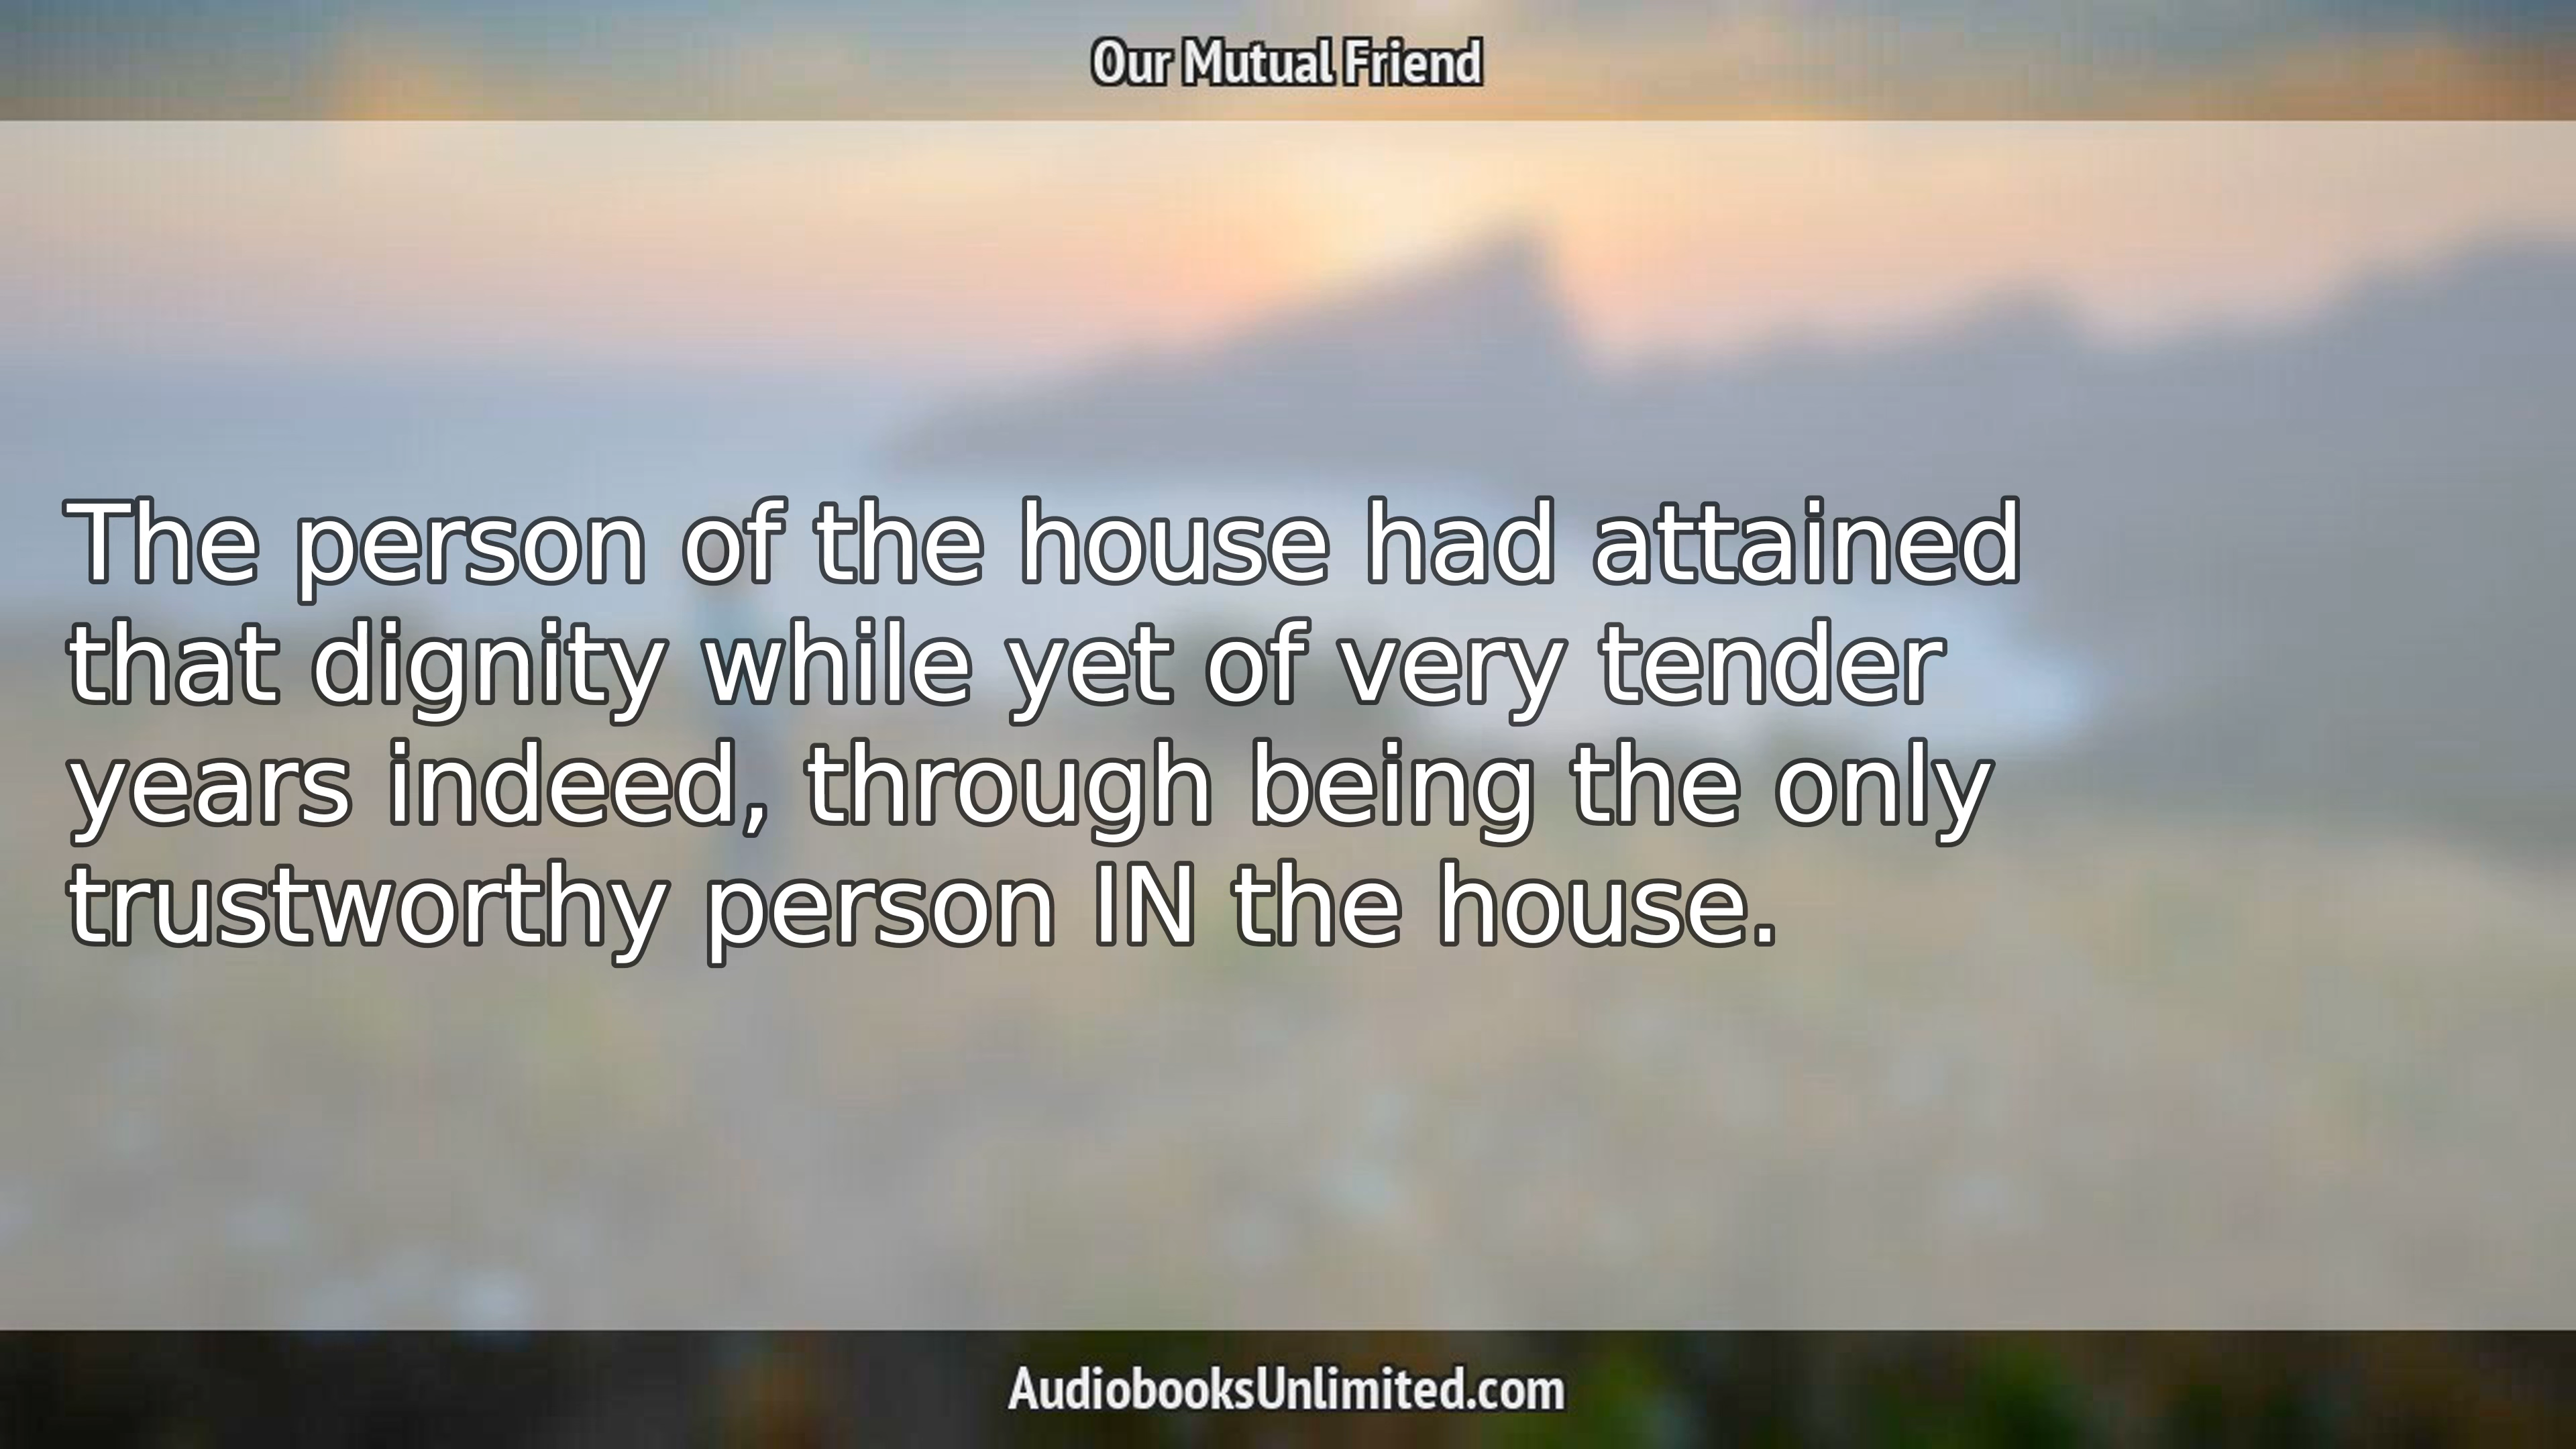 Our Mutual Friend
The person of the house had attained
that dignity while yet of very tender
years indeed, through being the only
trustworthy person IN the house.
AudiobooksUnlimited.com